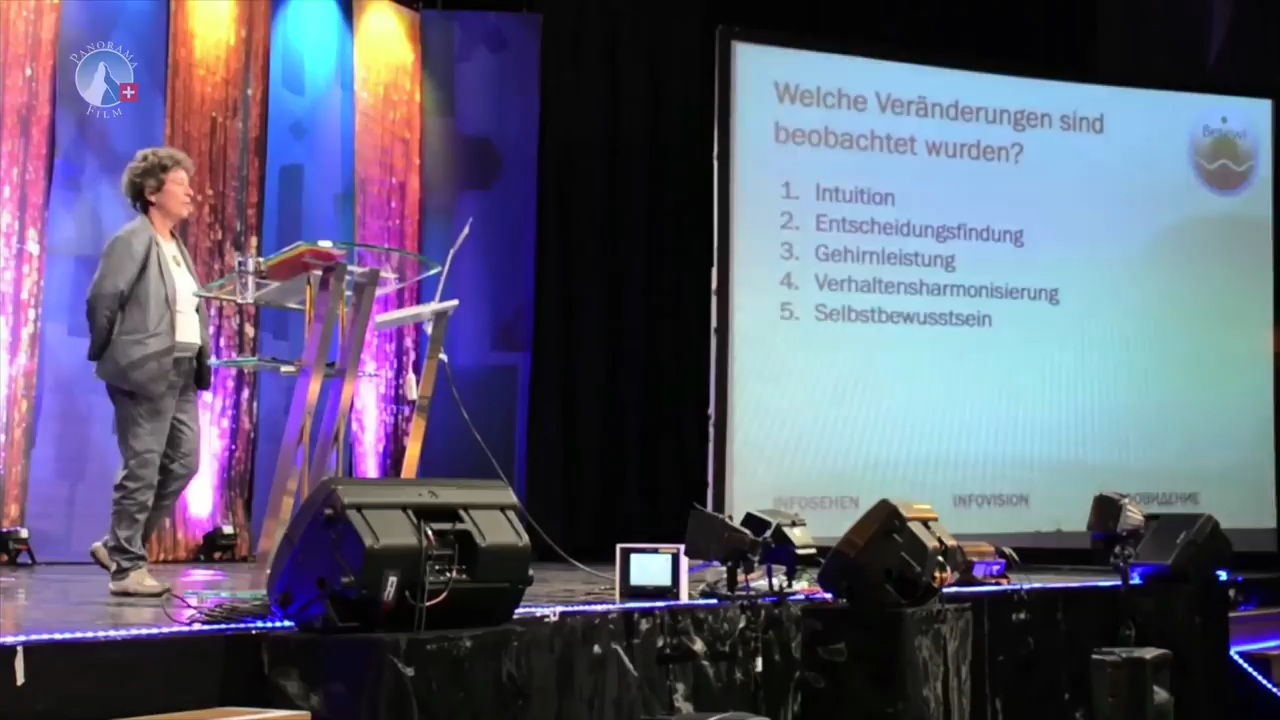 PANORAMA
FILM
Welche Veränderungen sind
beobachtet wurden?
1. Intuition
2. Entscheidungsfindung
3. Gehirnleistung
4. Verhaltensharmonisierung
5. Selbstbewusstsein
INFOSEHEN INFOVISION